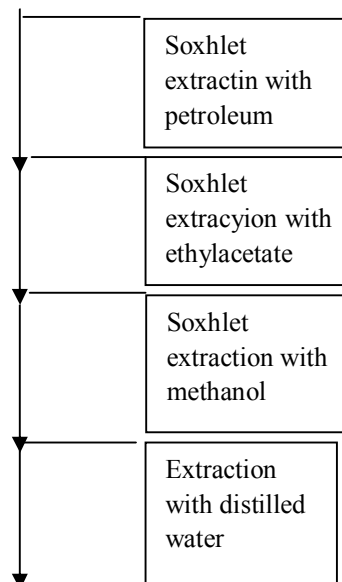 Soxhlet
extractin with
petroleum
Soxhlet
extracyion with
ethylacetate
Soxhlet
extraction with
methanol
Extraction
with distilled
water